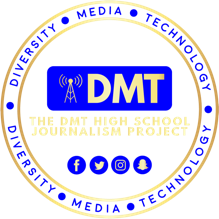 DIVERSITY • MEDIA • TECHNOLOGY
DMT
THE DMT HIGH SCHOOL
JOURNALISM PROJECT
DIVERSITY • MEDIA • TECHNOLOGY